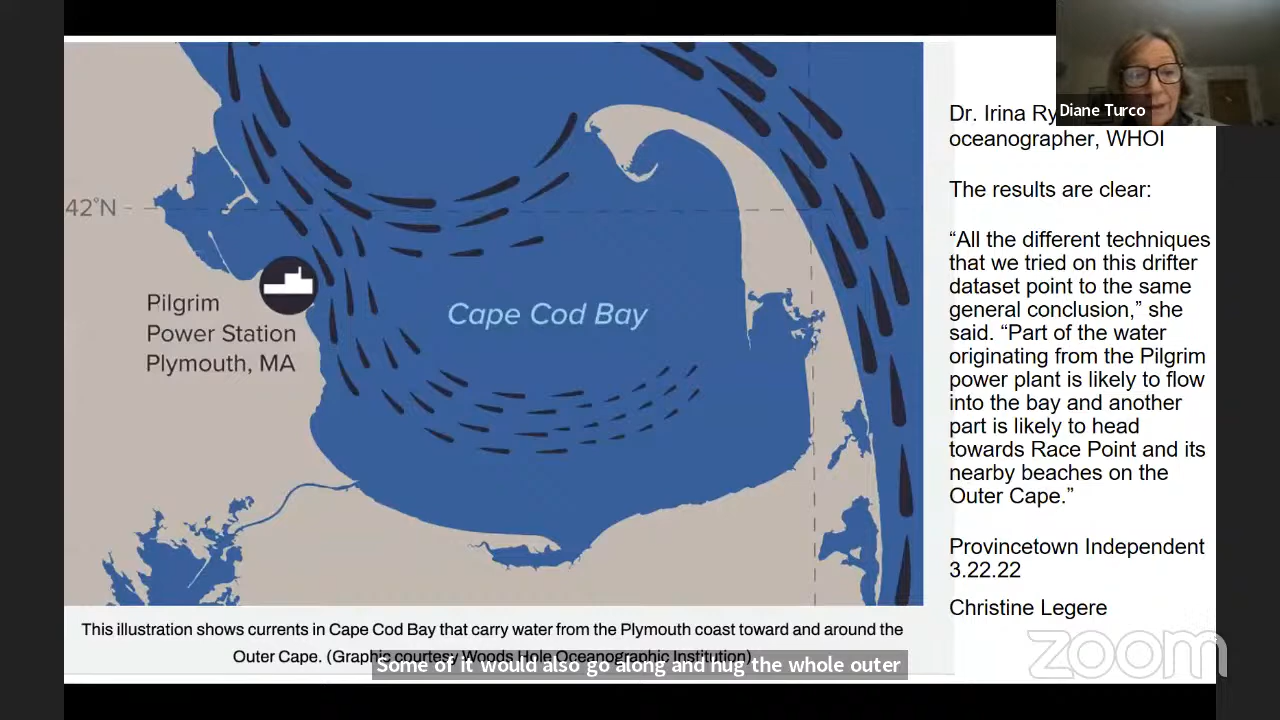 Diane Turco
Dr. Irina
oceanographer, WHOI
The results are clear:
“All the different techniques
that we tried on this drifter
dataset point to the same
general conclusion,” she
said. “Part of the water
originating from the Pilgrim
power plant is likely to flow
into the bay and another
part is likely to head
towards Race Point and its
nearby beaches on the
Outer Cape.”
Provincetown Independent
3.22.22
Christine Legere
42°N
Pilgrim
Power Station
Plymouth, MA
Cape Cod Bay
This illustration shows currents in Cape Cod Bay that carry water from the Plymouth coast toward and around the
Outer Cape. (Graphic courtesy Woods Hole Oceanographic Institution)
Some of it would also go along and hug the whole outer
zoom